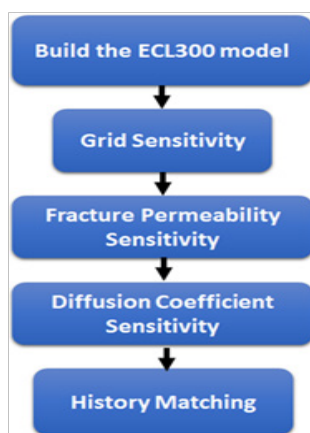 Build the ECL300 model
Grid Sensitivity
Fracture Permeability
Sensitivity
Diffusion Coefficient
Sensitivity
History Matching